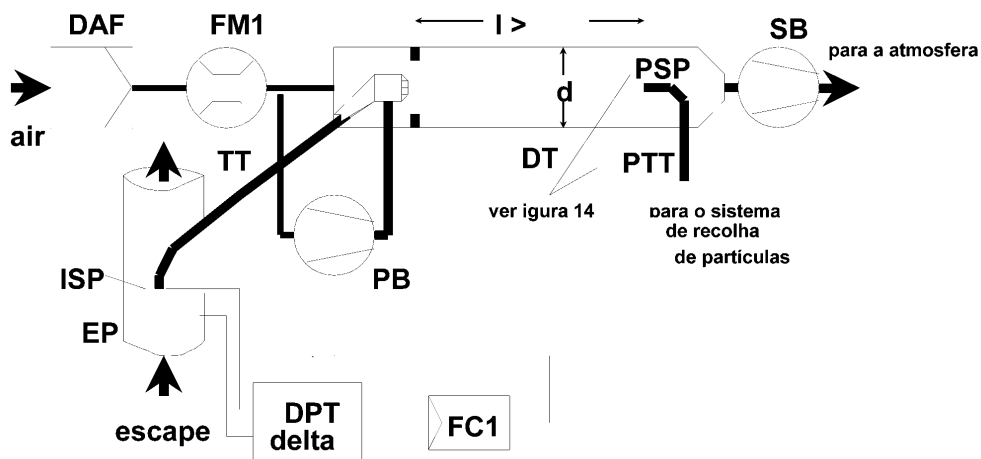 DAF
FM1
l >
SB
para a atmosfera
PSP
d
air
TT
DT
PTT
ver igura 14
para o sistema
de recolha
de partículas
ISP
PB
EP
DPT
delta
FC1
escape